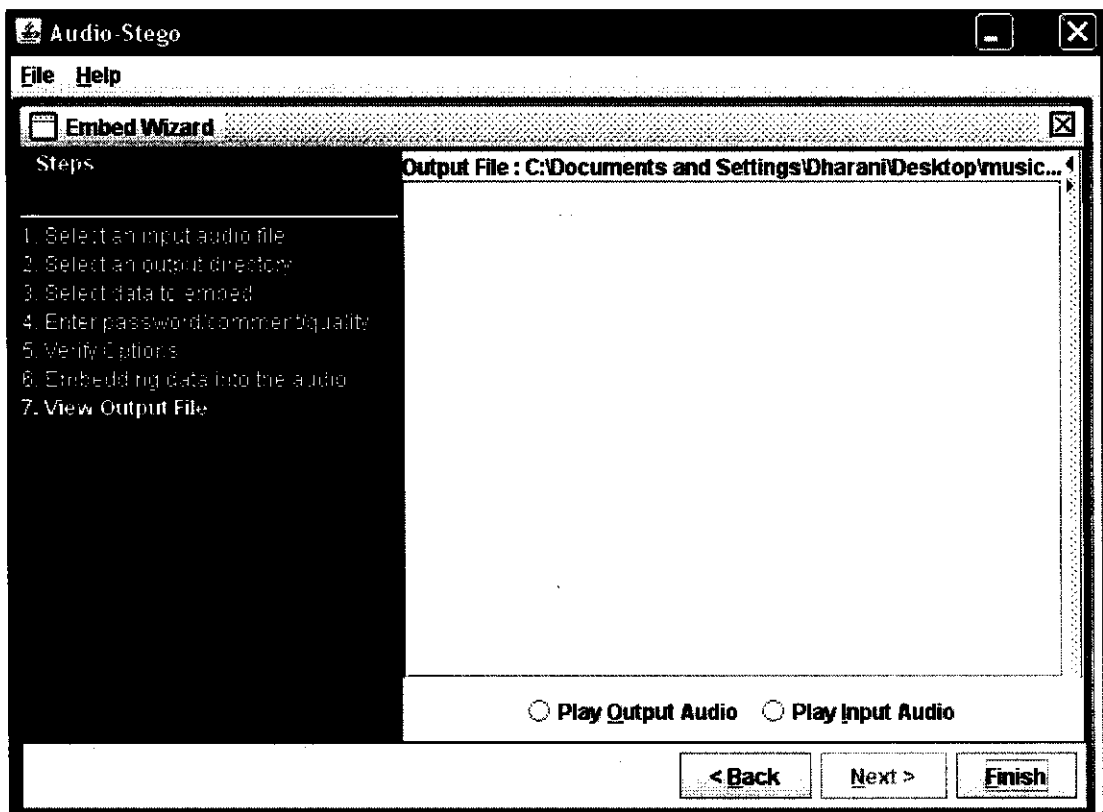 Audio-Stego
File Help
Embed Wizard
Steps
1. Select an input audio file
2. Select an output directory
3. Select data to embed
4. Enter password/comment/quality
5. Verify Options
6. Embedding data into the audio
7. View Output File
Output File : C:\Documents and Settings\Dharani\Desktop\music...
Play Output Audio Play Input Audio
< Back Next > Finish